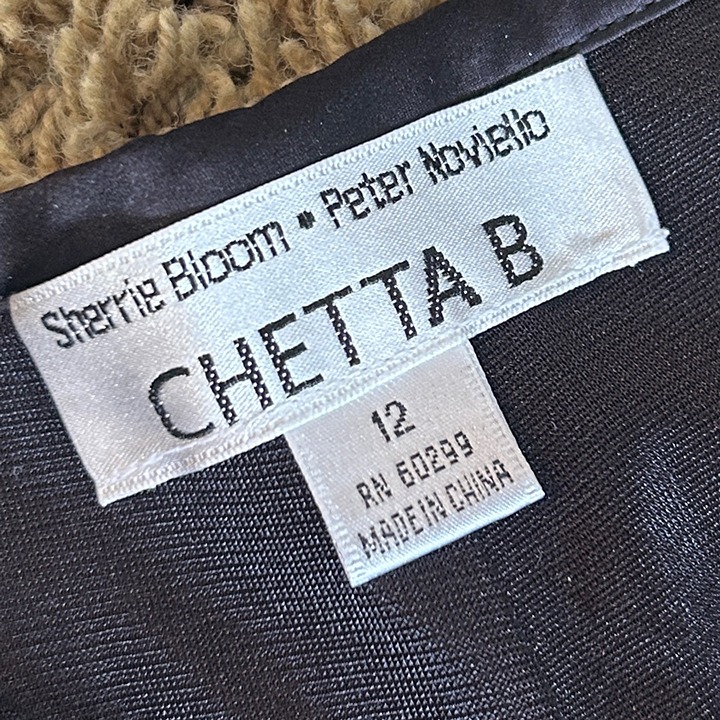 Sherrie Bloom • Peter Noviello
CHETTA B
12
RN 60299
MADE IN CHINA